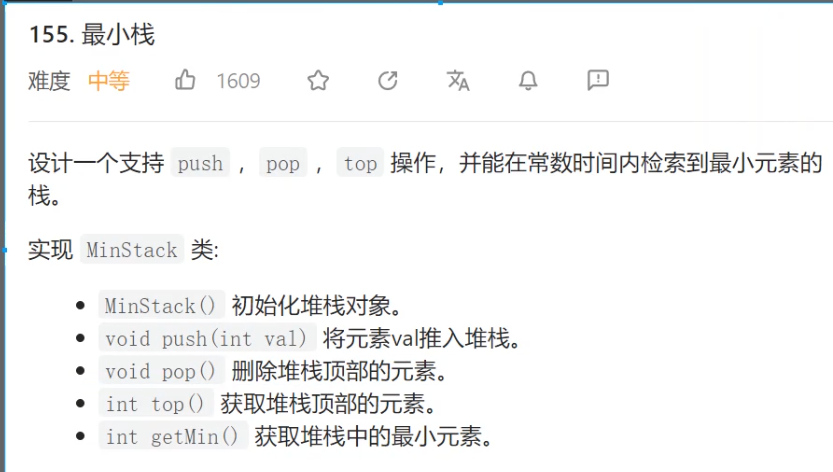 155. 最小栈
难度 中等 1609
设计一个支持 push ，pop ，top 操作，并能在常数时间内检索到最小元素的
栈。
实现 MinStack 类:
• MinStack() 初始化堆栈对象。
• void push(int val) 将元素val推入堆栈。
• void pop() 删除堆栈顶部的元素。
• int top() 获取堆栈顶部的元素。
• int getMin() 获取堆栈中的最小元素。